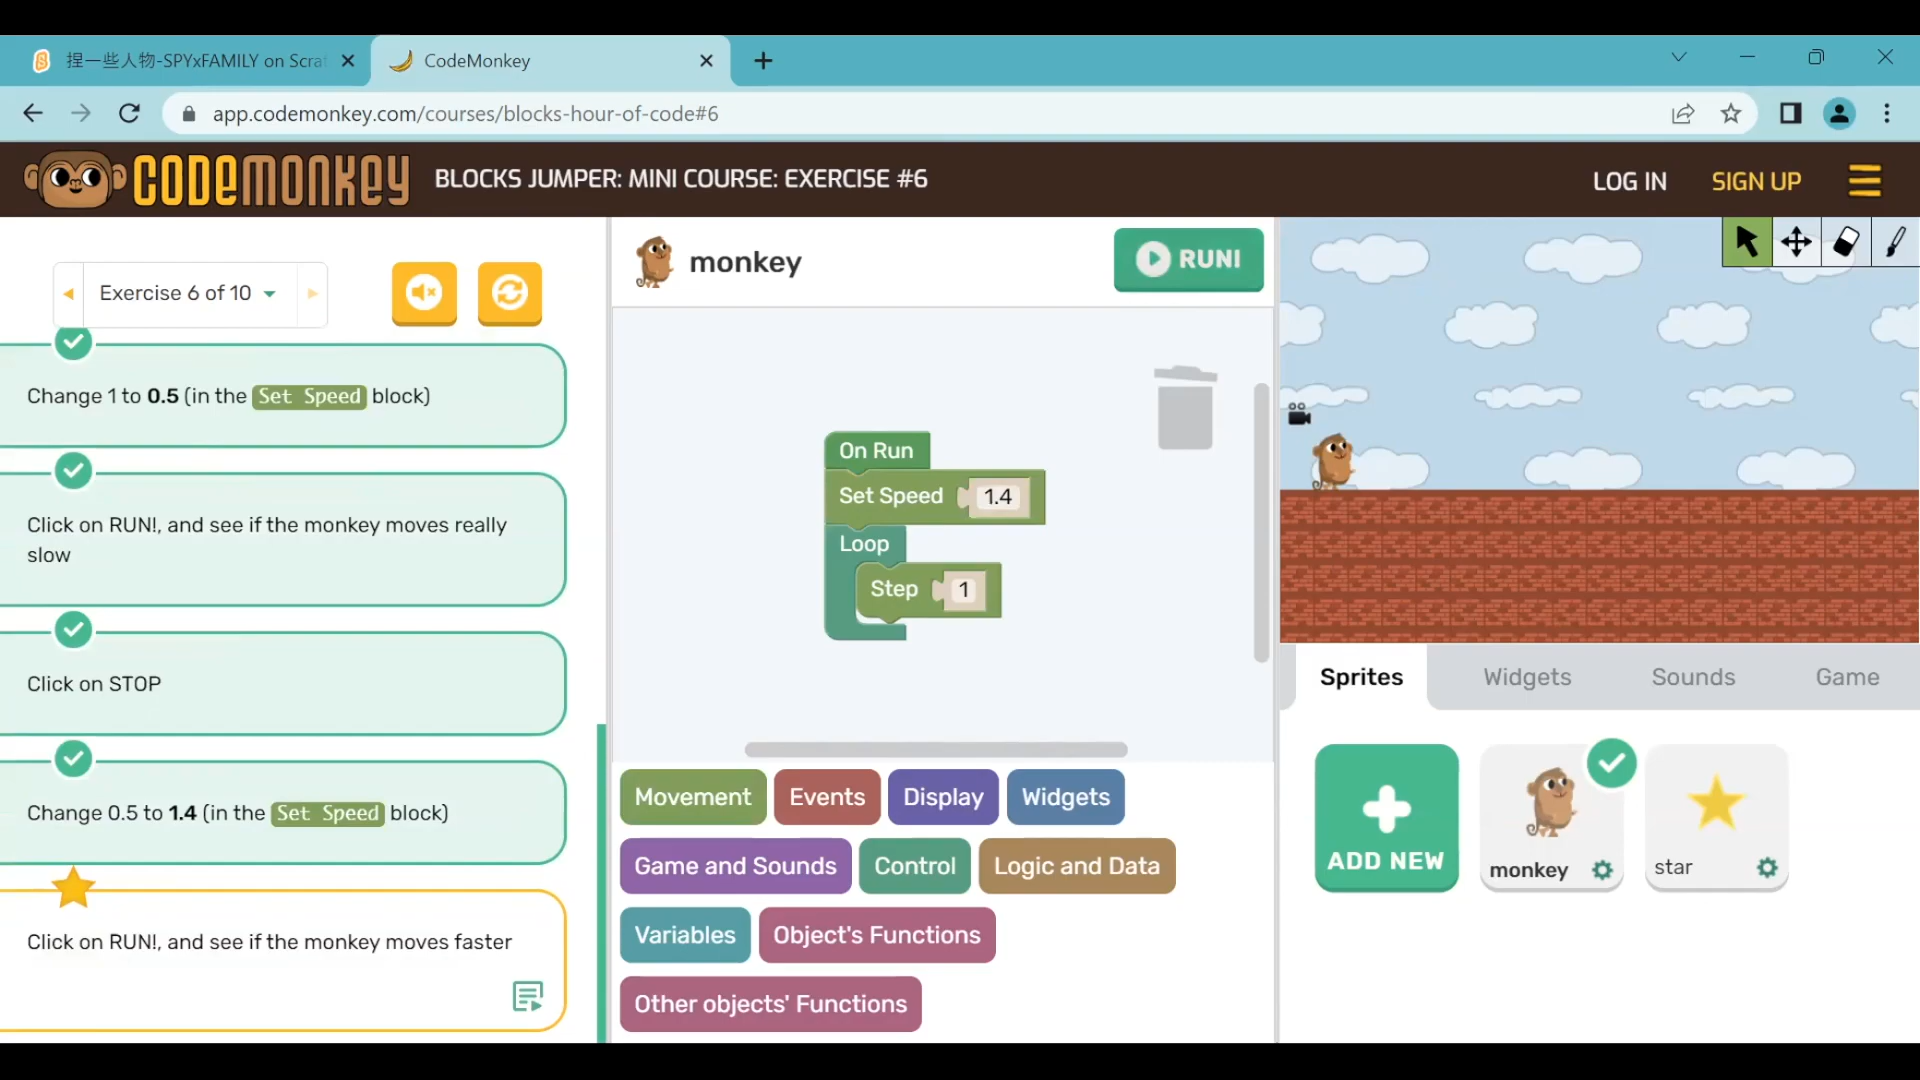 捏一些人物-SPYxFAMILY on Scra
CodeMonkey
app.codemonkey.com/courses/blocks-hour-of-code#6
CODEMONKEY
BLOCKS JUMPER: MINI COURSE: EXERCISE #6
LOG IN
SIGN UP
Exercise 6 of 10
Change 1 to 0.5 (in the Set Speed block)
Click on RUN!, and see if the monkey moves really
slow
Click on STOP
Change 0.5 to 1.4 (in the Set Speed block)
Click on RUN!, and see if the monkey moves faster
monkey
RUN!
On Run
Set Speed 1.4
Loop
Step 1
Movement
Events
Display
Widgets
Game and Sounds
Control
Logic and Data
Variables
Object's Functions
Other objects' Functions
Sprites
Widgets
Sounds
Game
ADD NEW
monkey
star